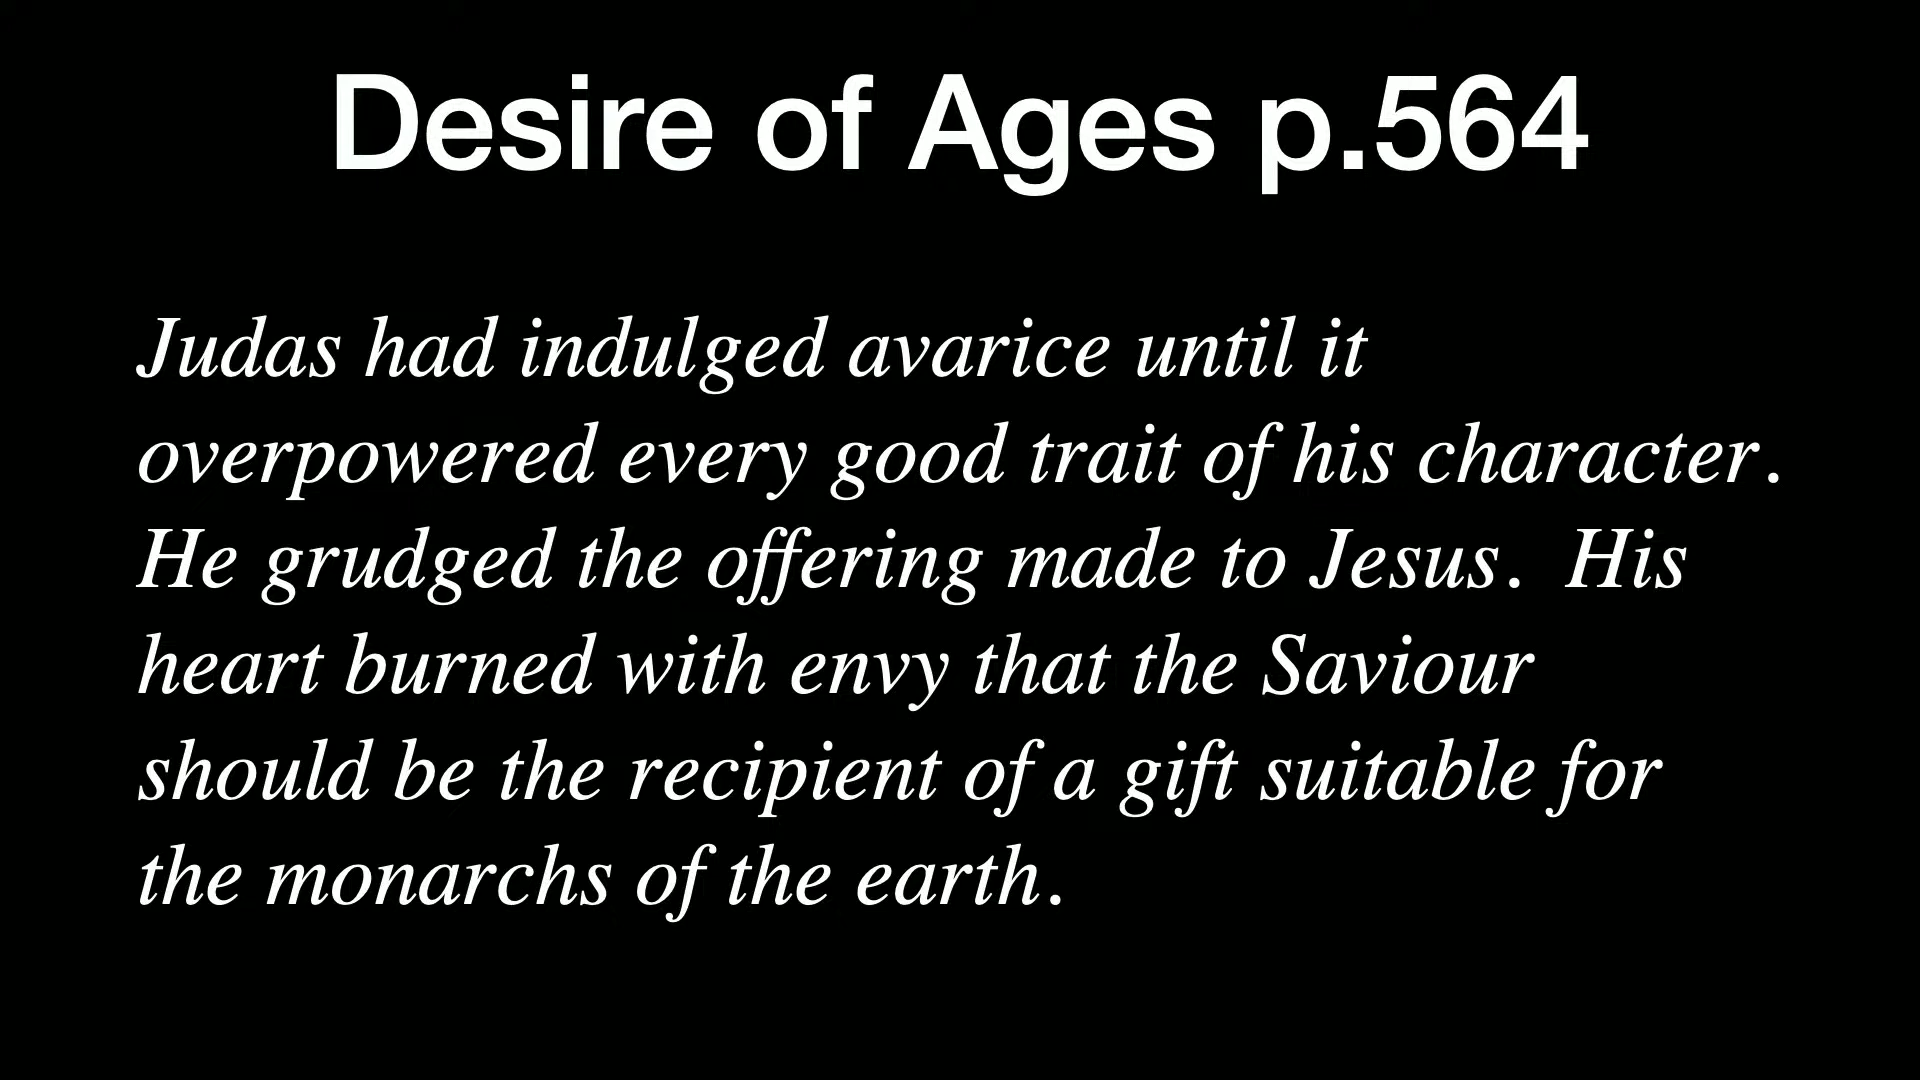 Desire of Ages p.564
Judas had indulged avarice until it
overpowered every good trait of his character.
He grudged the offering made to Jesus.  His
heart burned with envy that the Saviour
should be the recipient of a gift suitable for
the monarchs of the earth.